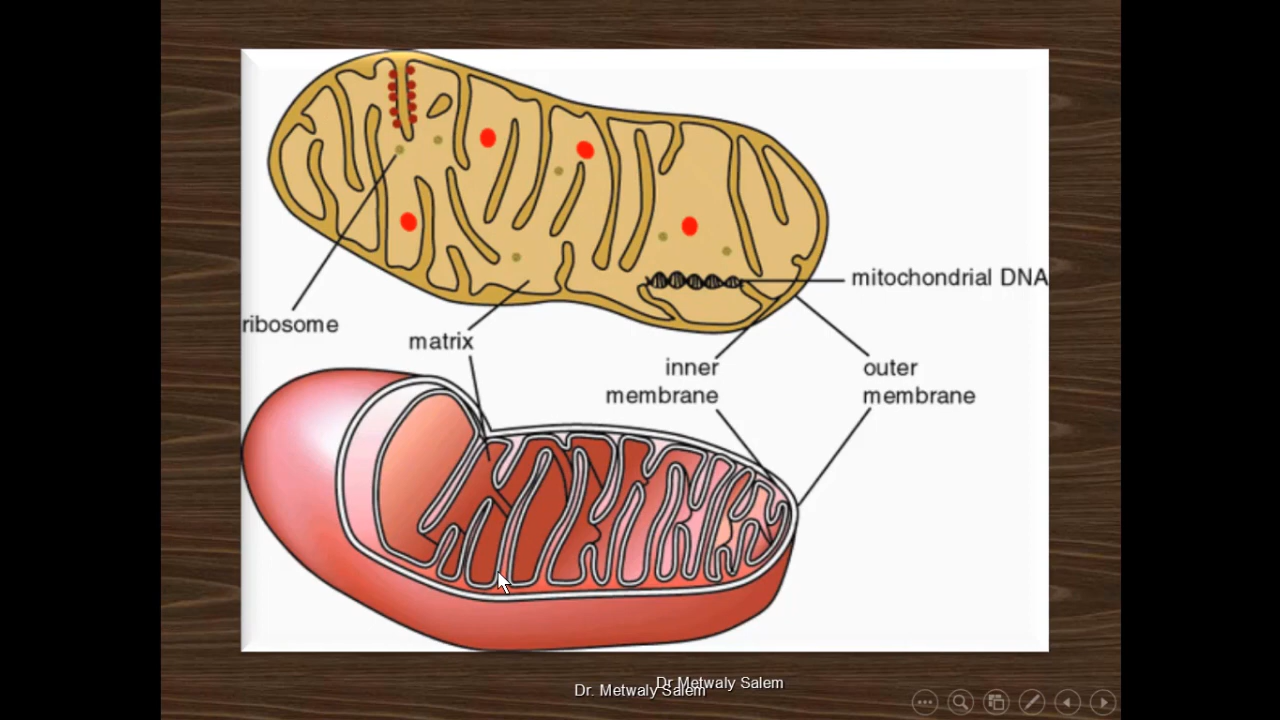 mitochondrial DNA
ribosome
matrix
inner
membrane
outer
membrane
Dr. Metwaly Salem
Dr Metwaly Salem